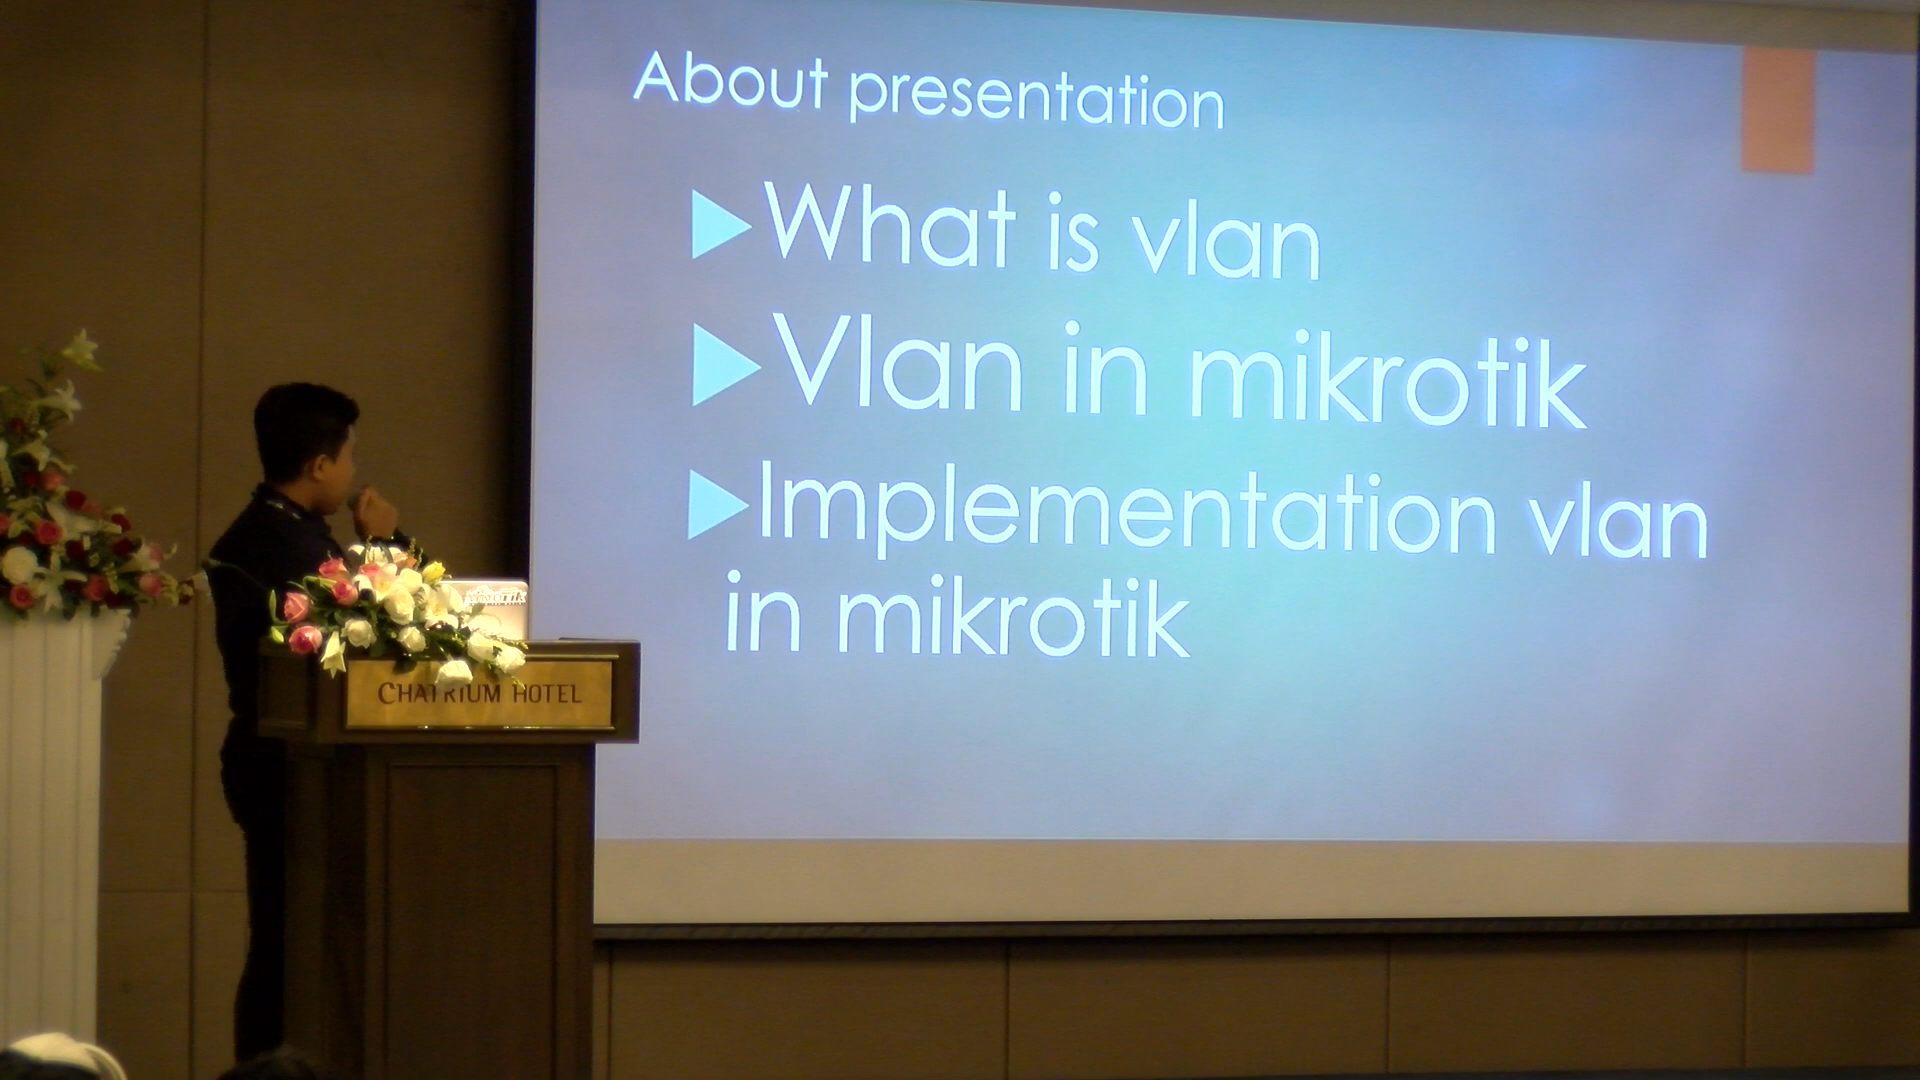 About presentation
What is vlan
Vlan in mikrotik
Implementation vlan
in mikrotik
CHATRIUM HOTEL